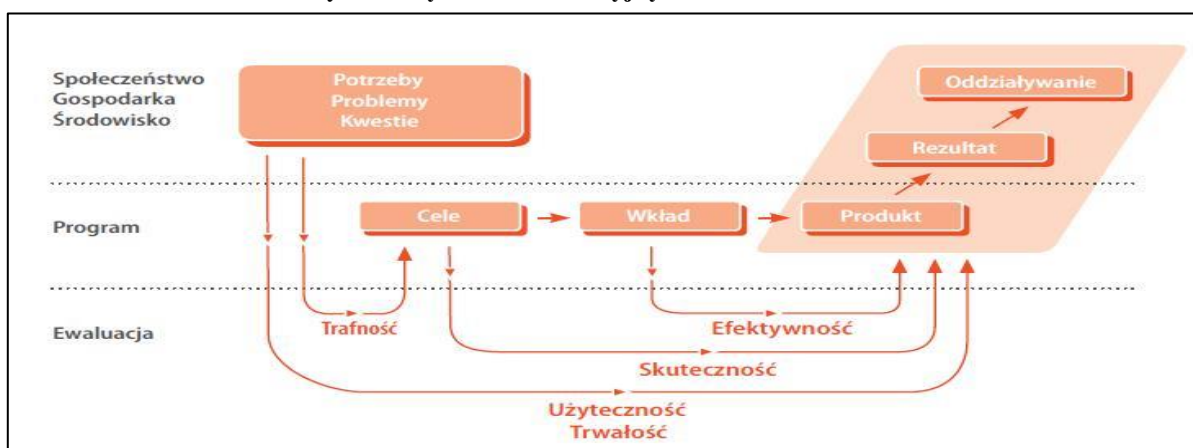 Społeczeństwo
Gospodarka
Środowisko
Potrzeby
Problemy
Kwestie
Oddziaływanie
Rezultat
Program
Cele
Wkład
Produkt
Ewaluacja
Trafność
Efektywność
Skuteczność
Użyteczność
Trwałość